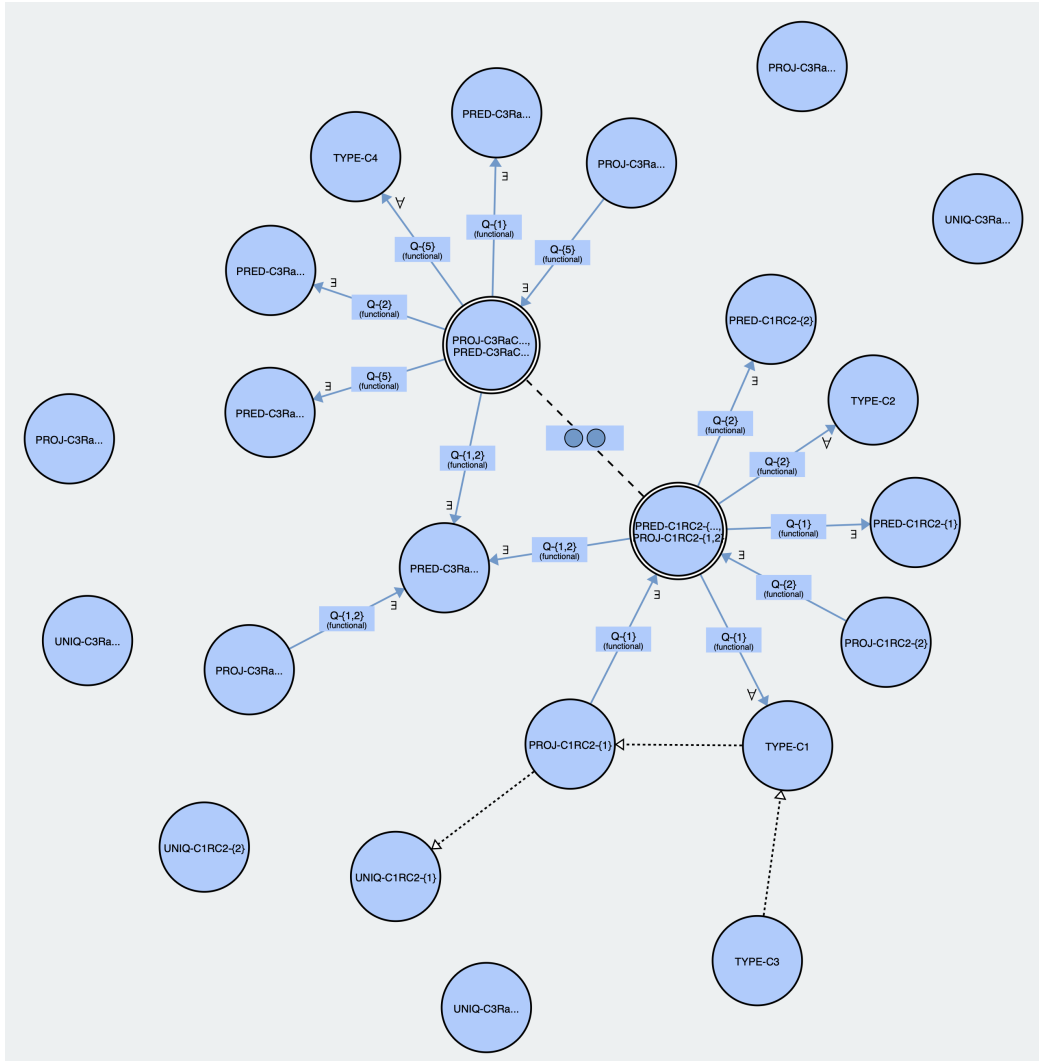 PROJ-C3Ra...
PRED-C3Ra...
TYPE-C4
PROJ-C3Ra...
UNIQ-C3Ra...
∀
∃
Q-{1}
(functional)
Q-{5}
(functional)
Q-{5}
(functional)
PRED-C3Ra...
∃
Q-{2}
(functional)
∃
PROJ-C3RaC...,
PRED-C3RaC...
PRED-C1RC2-{2}
Q-{5}
(functional)
∃
PRED-C3Ra...
∃
TYPE-C2
Q-{2}
(functional)
PROJ-C3Ra...
∀
Q-{1,2}
(functional)
Q-{2}
(functional)
∃
PRED-C1RC2-{...,
PROJ-C1RC2-{1,2}
Q-{1}
(functional)
∃
PRED-C1RC2-{1}
∃
Q-{1,2}
(functional)
∃
PRED-C3Ra...
∃
Q-{2}
(functional)
∃
Q-{1,2}
(functional)
∃
UNIQ-C3Ra...
Q-{1}
(functional)
Q-{1}
(functional)
PROJ-C1RC2-{2}
PROJ-C3Ra...
∀
PROJ-C1RC2-{1}
TYPE-C1
UNIQ-C1RC2-{2}
UNIQ-C1RC2-{1}
TYPE-C3
UNIQ-C3Ra...